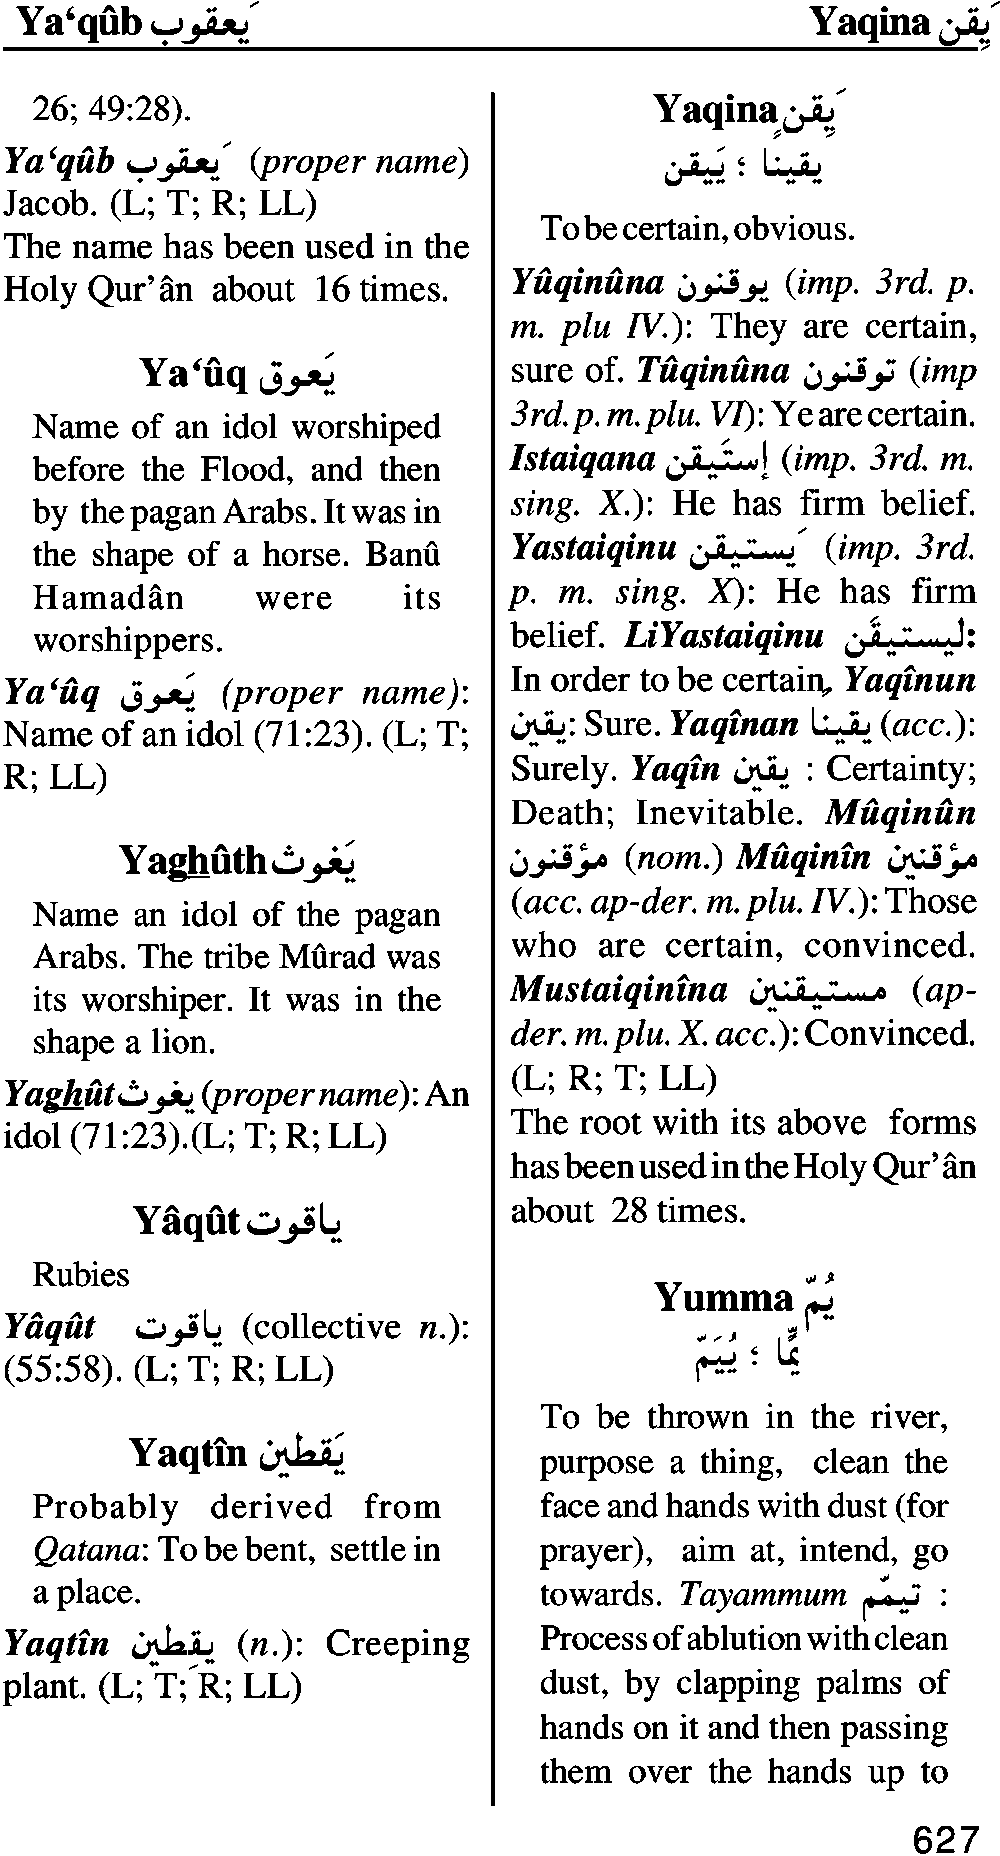 Ya‘qûb يَعقوب
Yaqina يَقِن
26; 49:28).
Ya‘qûb يَعقوب (proper name)
Jacob. (L; T; R; LL)
The name has been used in the
Holy Qur’ân about 16 times.
Ya‘ûq يَعوق
Name of an idol worshiped
before the Flood, and then
by the pagan Arabs. It was in
the shape of a horse. Banû
Hamadân were its
worshippers.
Ya‘ûq يَعوق (proper name):
Name of an idol (71:23). (L; T;
R; LL)
Yaghûth يَغوث
Name an idol of the pagan
Arabs. The tribe Mûrad was
its worshiper. It was in the
shape a lion.
Yaghût يغوث (proper name): An
idol (71:23).(L; T; R; LL)
Yâqût ياقوت
Rubies
Yâqût ياقوت (collective n.):
(55:58). (L; T; R; LL)
Yaqtîn يَقطين
Probably derived from
Qatana: To be bent, settle in
a place.
Yaqtîn يقطين (n.): Creeping
plant. (L; T; R; LL)
Yaqina يَقِن
يقينا ؛ يَيقن
To be certain, obvious.
Yûqinûna يوقنون (imp. 3rd. p.
m. plu IV.): They are certain,
sure of. Tûqinûna توقنون (imp
3rd. p. m. plu. VI): Ye are certain.
Istaiqana إستَيقن (imp. 3rd. m.
sing. X.): He has firm belief.
Yastaiqinu يَستيقن (imp. 3rd.
p. m. sing. X): He has firm
belief. LiYastaiqinu ليستيقَن:
In order to be certain, Yaqînun
يقين: Sure. Yaqînan يقينا (acc.):
Surely. Yaqîn يقين : Certainty;
Death; Inevitable. Mûqinûn
مؤقنون (nom.) Mûqinîn مؤقنين
(acc. ap-der. m. plu. IV.): Those
who are certain, convinced.
Mustaiqinîna مستيقنين (ap-
der. m. plu. X. acc.): Convinced.
(L; R; T; LL)
The root with its above forms
has been used in the Holy Qur’ân
about 28 times.
Yumma يُمّ
يَمًّا ؛ يُيَمّ
To be thrown in the river,
purpose a thing, clean the
face and hands with dust (for
prayer), aim at, intend, go
towards. Tayammum تيمّم :
Process of ablution with clean
dust, by clapping palms of
hands on it and then passing
them over the hands up to
627